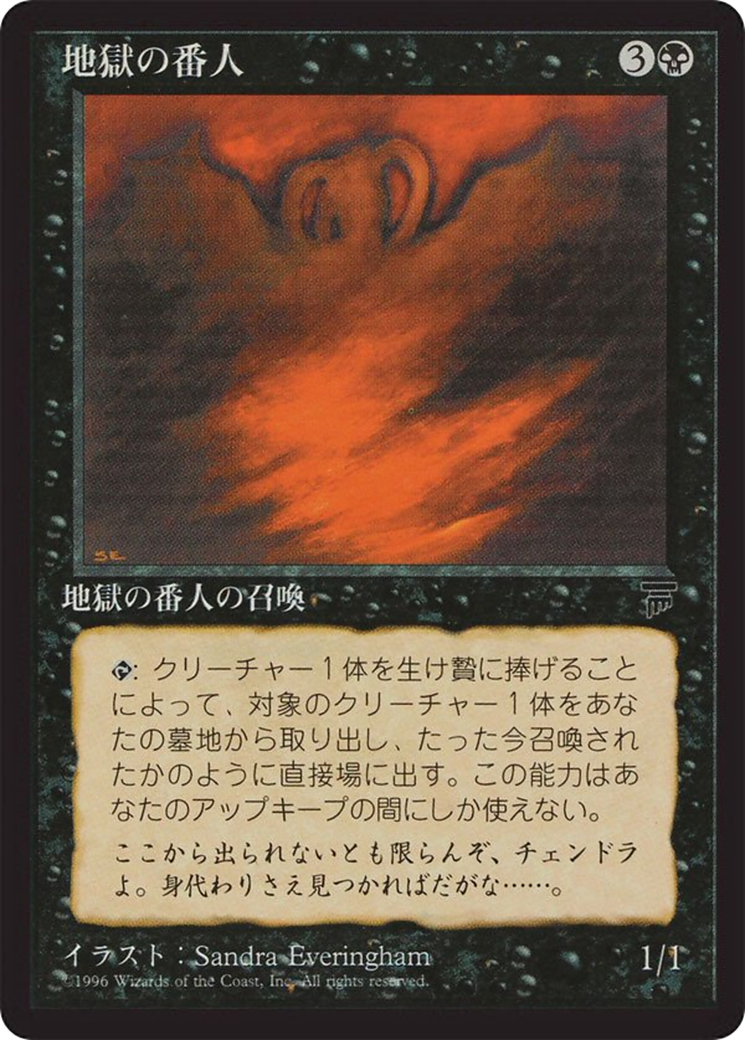 地獄の番人 3
SE
地獄の番人の召喚
: クリーチャー1体を生け贄に捧げること
によって、対象のクリーチャー1体をあな
たの墓地から取り出し、たった今召喚され
たかのように直接場に出す。この能力はあ
なたのアップキープの間にしか使えない。
ここから出られないとも限らんぞ、チェンドラ
よ。身代わりさえ見つかればだがな……。
イラスト：Sandra Everingham 1/1
©1996 Wizards of the Coast, Inc. All rights reserved.